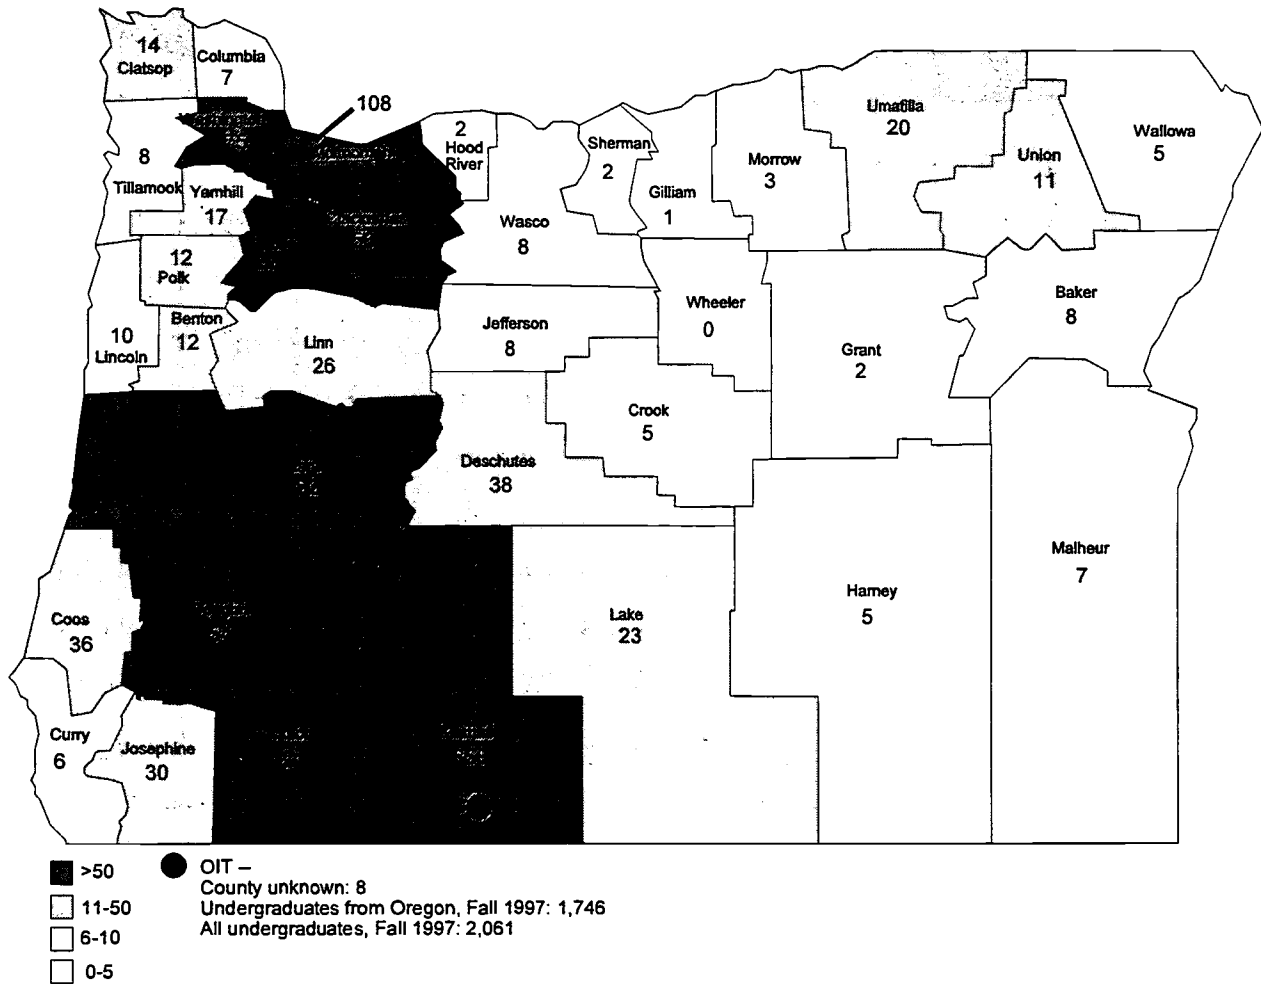 14
Clatsop
Columbia
7
108
8
Tillamook
Yamhill
17
2
Hood
River
Sherman
2
Gilliam
1
Morrow
3
Umatilla
20
Union
11
Wallowa
5
Wasco
8
12
Polk
10
Lincoln
Benton
12
Linn
26
Jefferson
8
Wheeler
0
Grant
2
Baker
8
Crook
5
Deschutes
38
Coos
36
Lake
23
Harney
5
Malheur
7
Curry
6
Josephine
30
>50
11-50
6-10
0-5
OIT –
County unknown: 8
Undergraduates from Oregon, Fall 1997: 1,746
All undergraduates, Fall 1997: 2,061